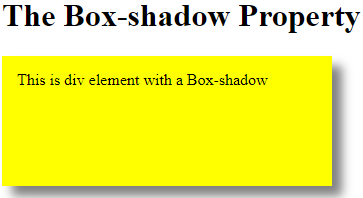 The Box-shadow Property
This is div element with a Box-shadow